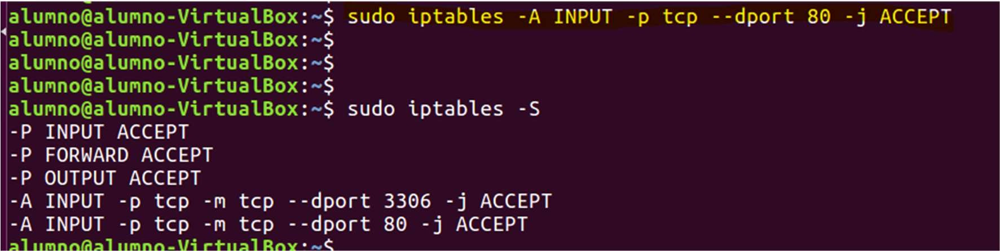 alumno@alumno-VirtualBox:~$ sudo iptables -A INPUT -p tcp --dport 80 -j ACCEPT
alumno@alumno-VirtualBox:~$
alumno@alumno-VirtualBox:~$
alumno@alumno-VirtualBox:~$
alumno@alumno-VirtualBox:~$ sudo iptables -S
-P INPUT ACCEPT
-P FORWARD ACCEPT
-P OUTPUT ACCEPT
-A INPUT -p tcp -m tcp --dport 3306 -j ACCEPT
-A INPUT -p tcp -m tcp --dport 80 -j ACCEPT
alumno@alumno-VirtualBox:~$